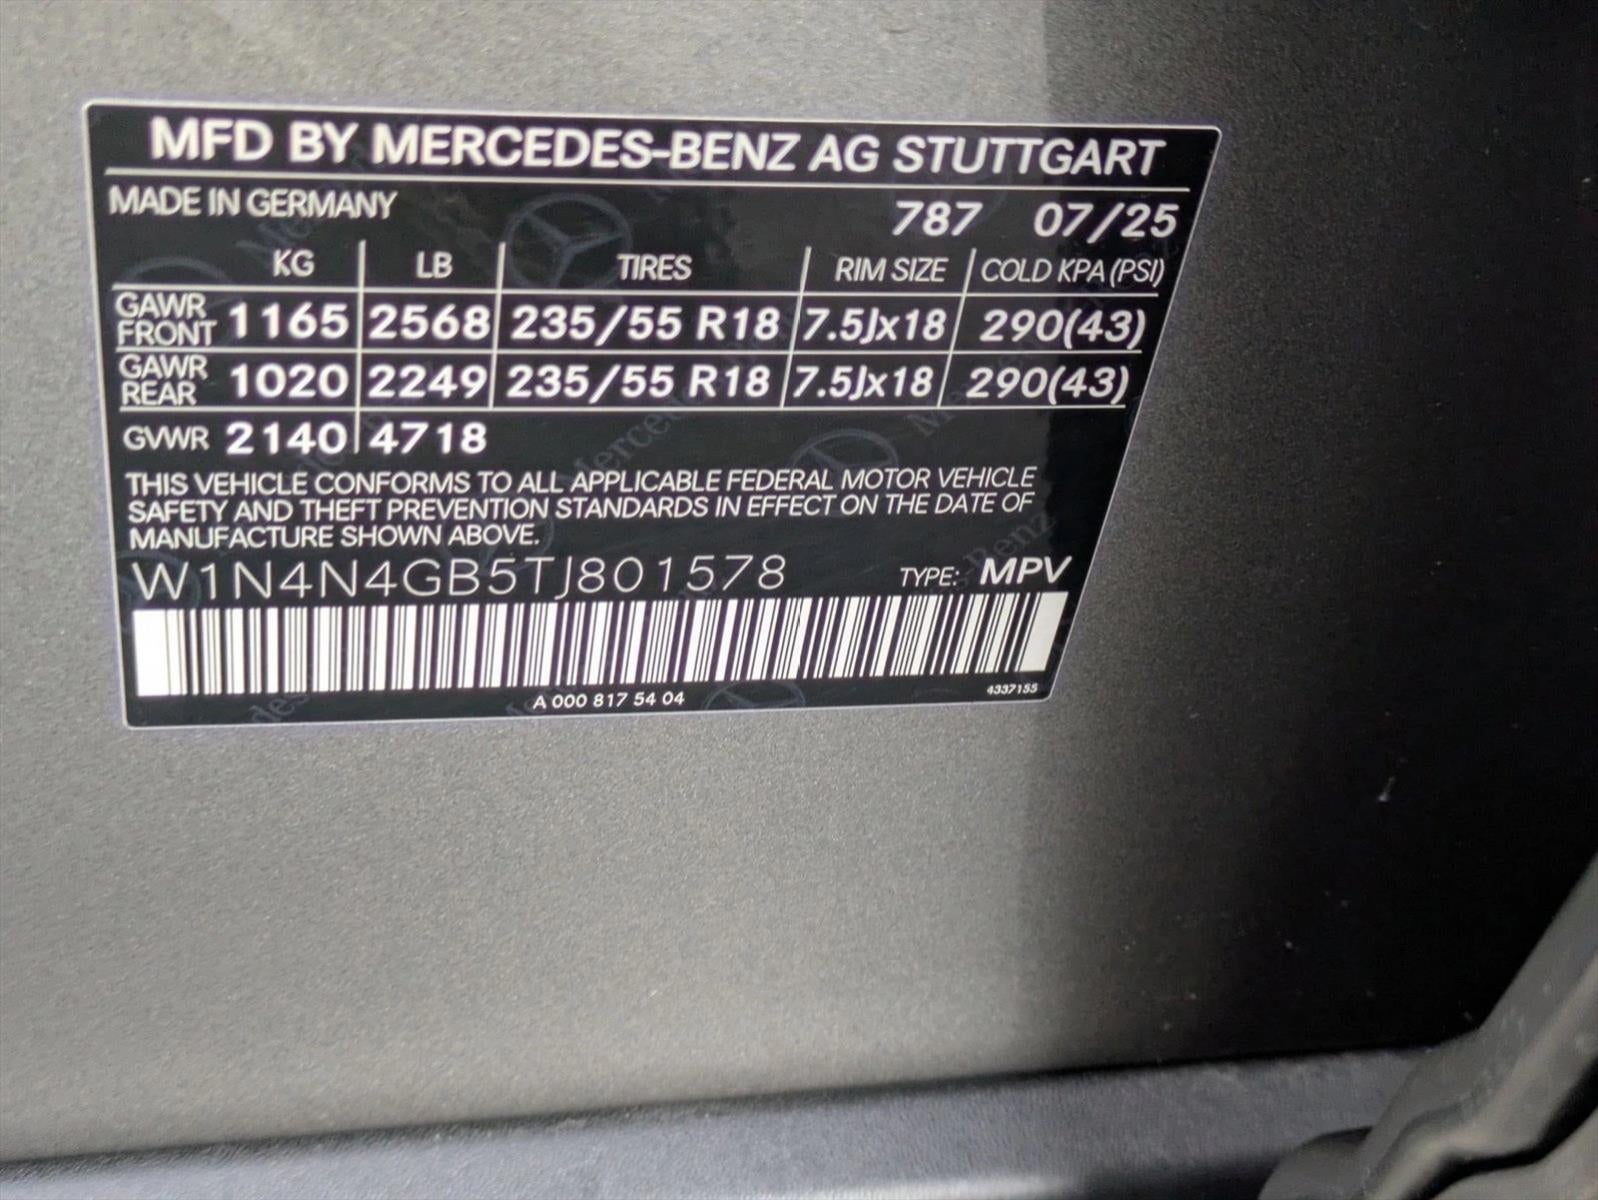 MFD BY MERCEDES-BENZ AG STUTTGART
MADE IN GERMANY 787 07/25
KG LB TIRES RIM SIZE COLD KPA (PSI)
GAWR FRONT 1165 2568 235/55 R18 7.5Jx18 290(43)
GAWR REAR 1020 2249 235/55 R18 7.5Jx18 290(43)
GVWR 2140 4718
THIS VEHICLE CONFORMS TO ALL APPLICABLE FEDERAL MOTOR VEHICLE
SAFETY AND THEFT PREVENTION STANDARDS IN EFFECT ON THE DATE OF
MANUFACTURE SHOWN ABOVE.
W1N4N4GB5TJ801578 TYPE: MPV
A 000 817 54 04 4337155